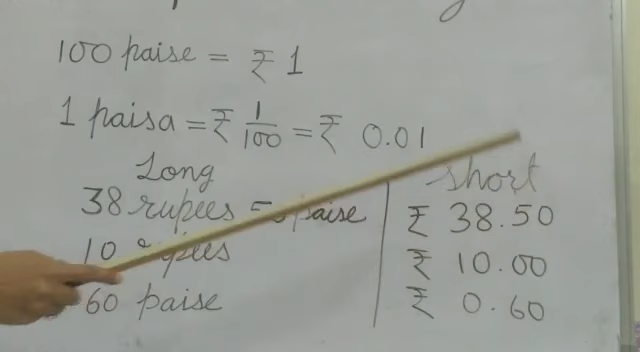 100 paise = ₹ 1
1 paisa = ₹ 1/100 = ₹ 0.01
Long short
38 rupees paise ₹ 38.50
10 rupees ₹ 10.00
60 paise ₹ 0.60